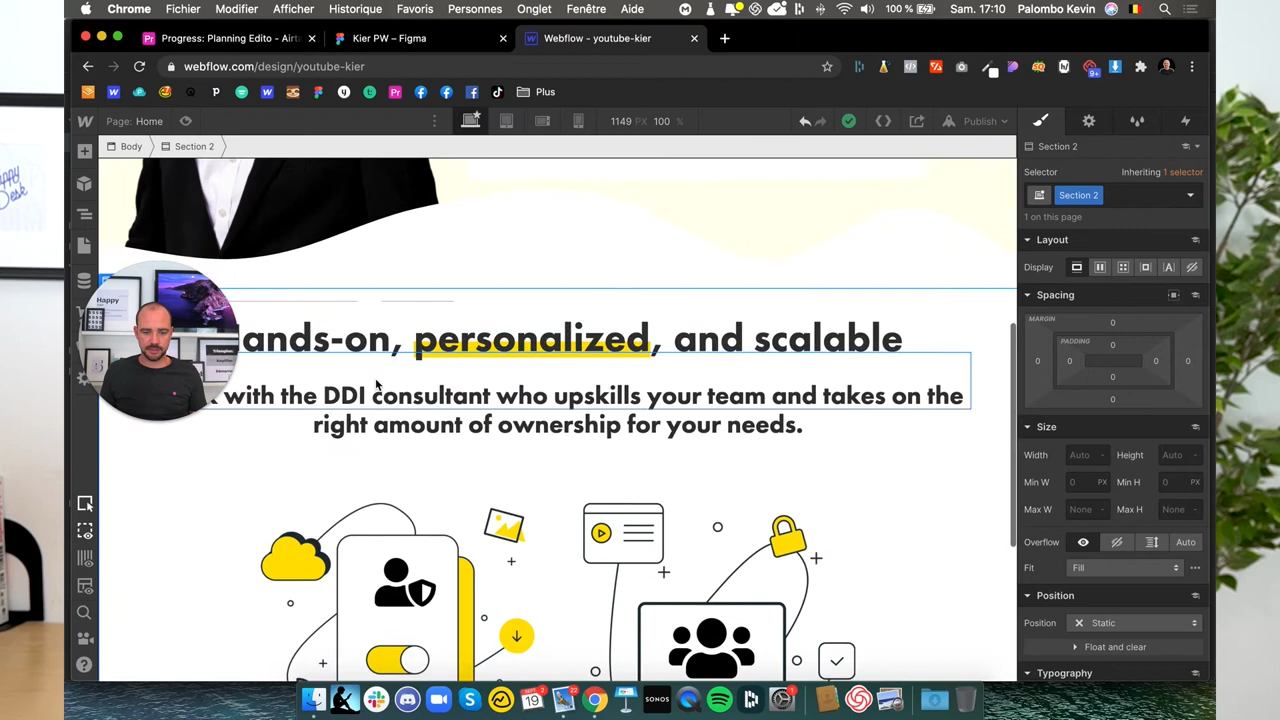 Chrome Fichier Modifier Afficher Historique Favoris Personnes Onglet Fenêtre Aide 100 % Sam. 17:10 Palombo Kevin
Progress: Planning Edito - Airta
Kier PW – Figma
Webflow - youtube-kier
webflow.com/design/youtube-kier
9+
Plus
Page: Home
1149 PX 100 %
Publish
Body
Section 2
Section 2
Selector
Inheriting 1 selector
Section 2
1 on this page
Layout
Display
Spacing
MARGIN
0
PADDING
0
0 0 0 0
0
0
Size
Width Auto - Height Auto -
Min W 0 PX Min H 0 PX
Max W None - Max H None -
Overflow Auto
Fit Fill
Position
Position Static
Float and clear
Typography
ands-on, personalized, and scalable
with the DDI consultant who upskills your team and takes on the
right amount of ownership for your needs.
Happy
SONOS
HAPPY
DESK